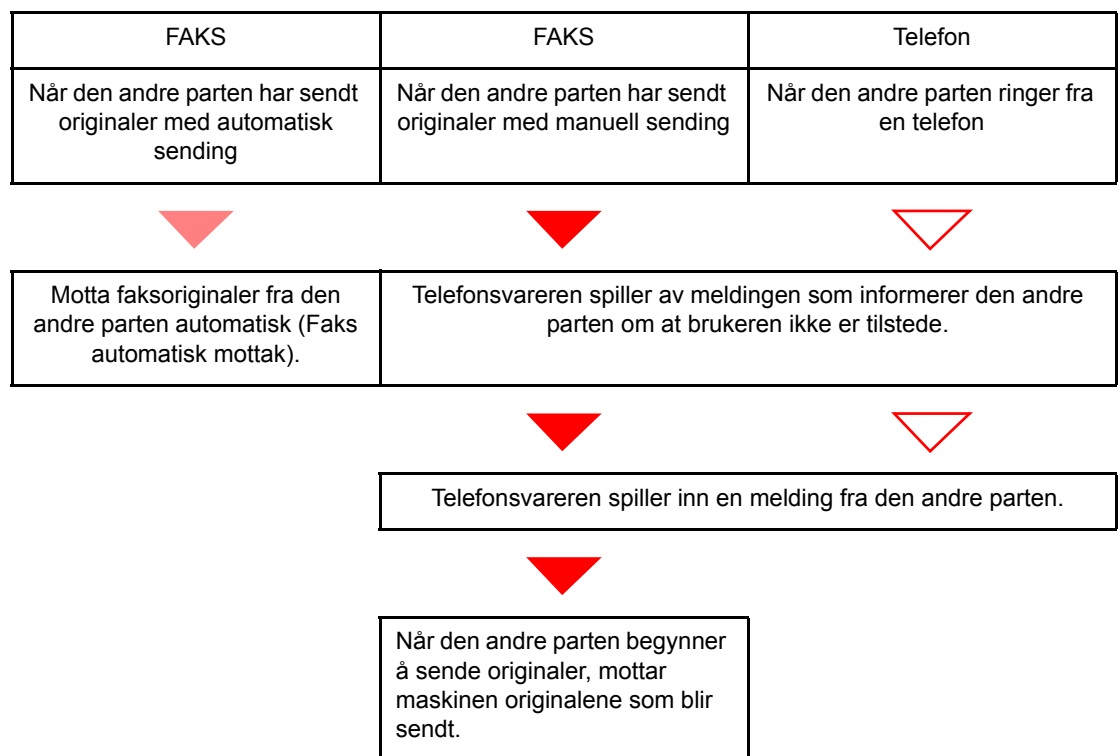 FAKS
FAKS
Telefon
Når den andre parten har sendt
originaler med automatisk
sending
Når den andre parten har sendt
originaler med manuell sending
Når den andre parten ringer fra
en telefon
Motta faksoriginaler fra den
andre parten automatisk (Faks
automatisk mottak).
Telefonsvareren spiller av meldingen som informerer den andre
parten om at brukeren ikke er tilstede.
Telefonsvareren spiller inn en melding fra den andre parten.
Når den andre parten begynner
å sende originaler, mottar
maskinen originalene som blir
sendt.